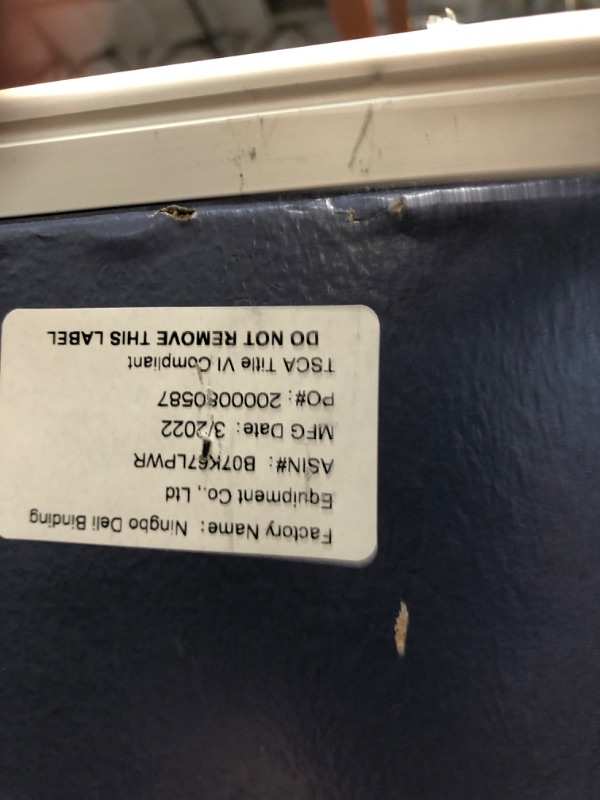 Factory Name: Ningbo Deli Binding
Equipment Co., Ltd
ASIN#: B07K67LPWR
MFG Date: 3/2022
PO#: 2000080587
TSCA Title VI Compliant
DO NOT REMOVE THIS LABEL